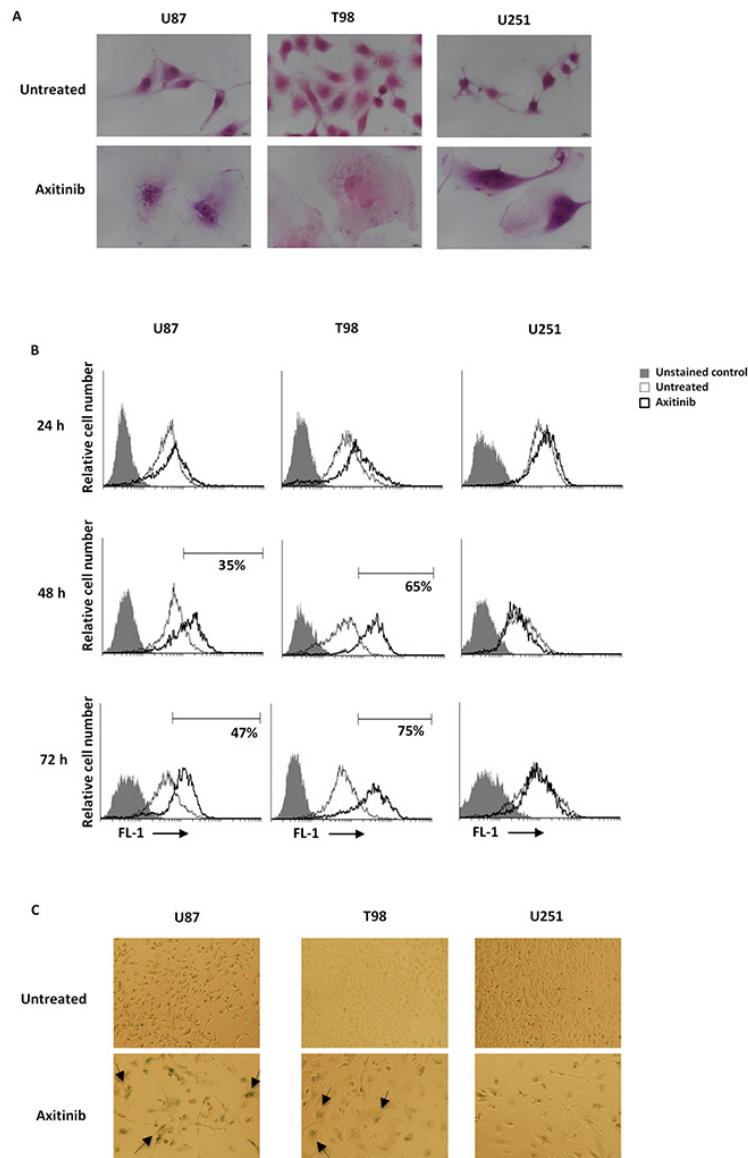 A
U87
T98
U251
Untreated
Axitinib
U87
T98
U251
B
Unstained control
Untreated
Axitinib
24 h
Relative cell number
48 h
Relative cell number
35%
65%
72 h
Relative cell number
47%
75%
FL-1
FL-1
FL-1
C
U87
T98
U251
Untreated
Axitinib